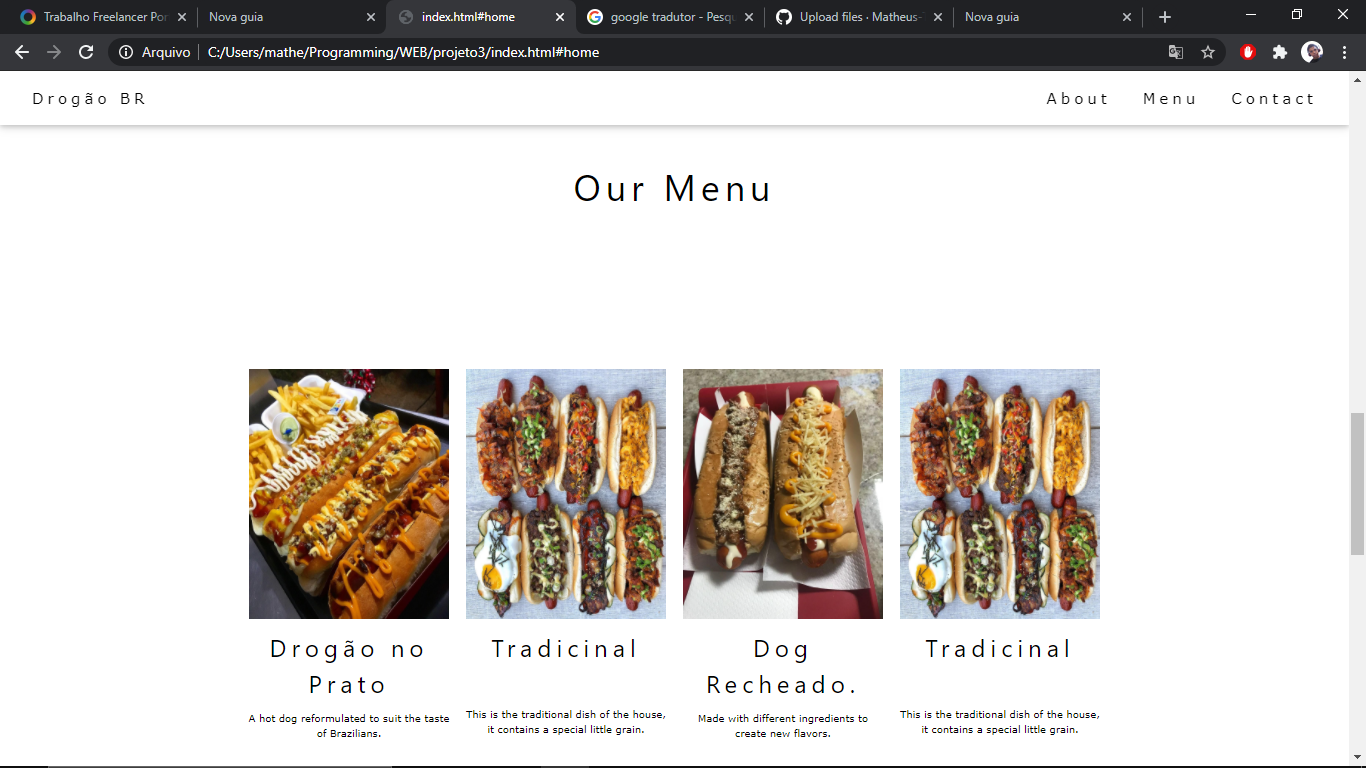 Trabalho Freelancer Por
Nova guia
index.html#home
google tradutor - Pesqu
Upload files · Matheus-
Nova guia
Arquivo
C:/Users/mathe/Programming/WEB/projeto3/index.html#home
Drogão BR
About
Menu
Contact
Our Menu
Drogão no
Prato
A hot dog reformulated to suit the taste
of Brazilians.
Tradicinal
This is the traditional dish of the house,
it contains a special little grain.
Dog
Recheado.
Made with different ingredients to
create new flavors.
Tradicinal
This is the traditional dish of the house,
it contains a special little grain.